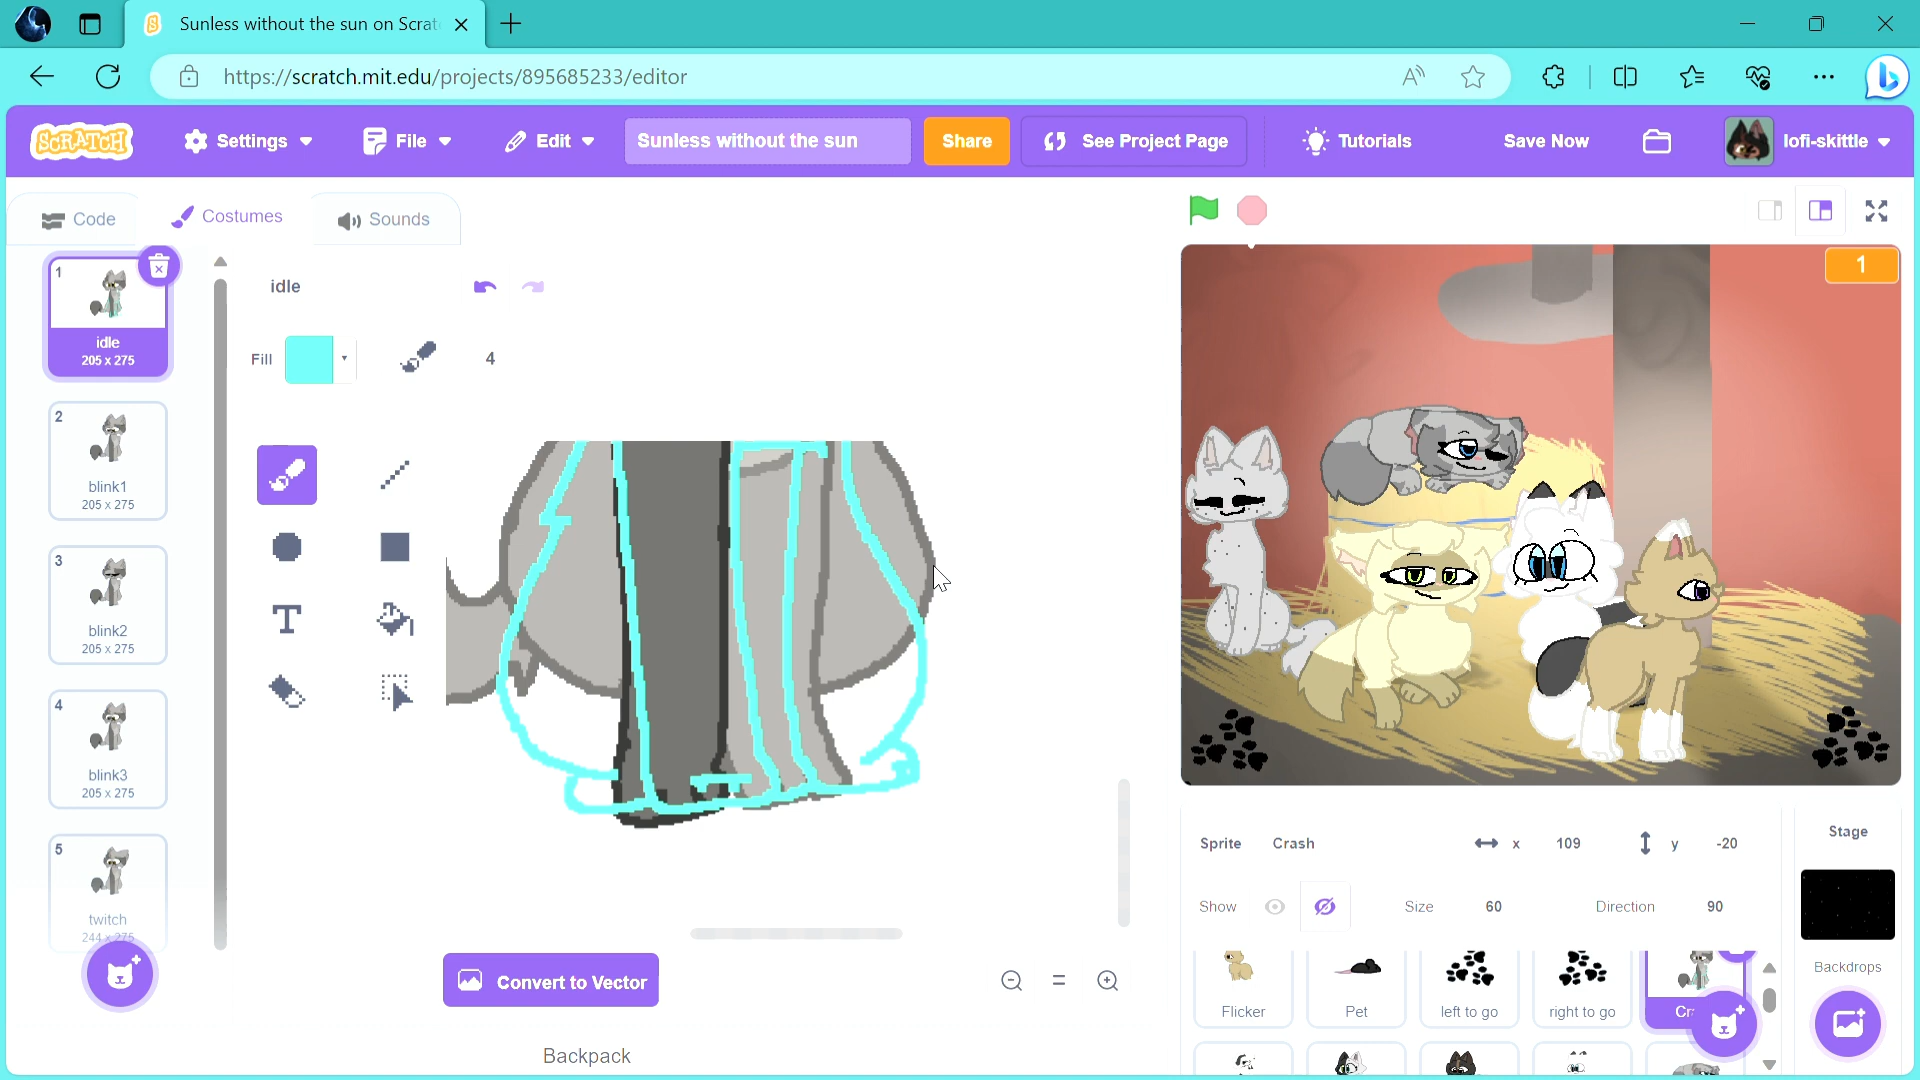 Sunless without the sun on Scrat
https://scratch.mit.edu/projects/895685233/editor
SCRATCH
Settings
File
Edit
Sunless without the sun
Share
See Project Page
Tutorials
Save Now
lofi-skittle
Code
Costumes
Sounds
1
idle
205 x 275
2
blink1
205 x 275
3
blink2
205 x 275
4
blink3
205 x 275
5
twitch
244 x 275
idle
Fill
4
T
Convert to Vector
Backpack
1
Sprite
Crash
x
109
y
-20
Show
Size
60
Direction
90
Flicker
Pet
left to go
right to go
Stage
Backdrops